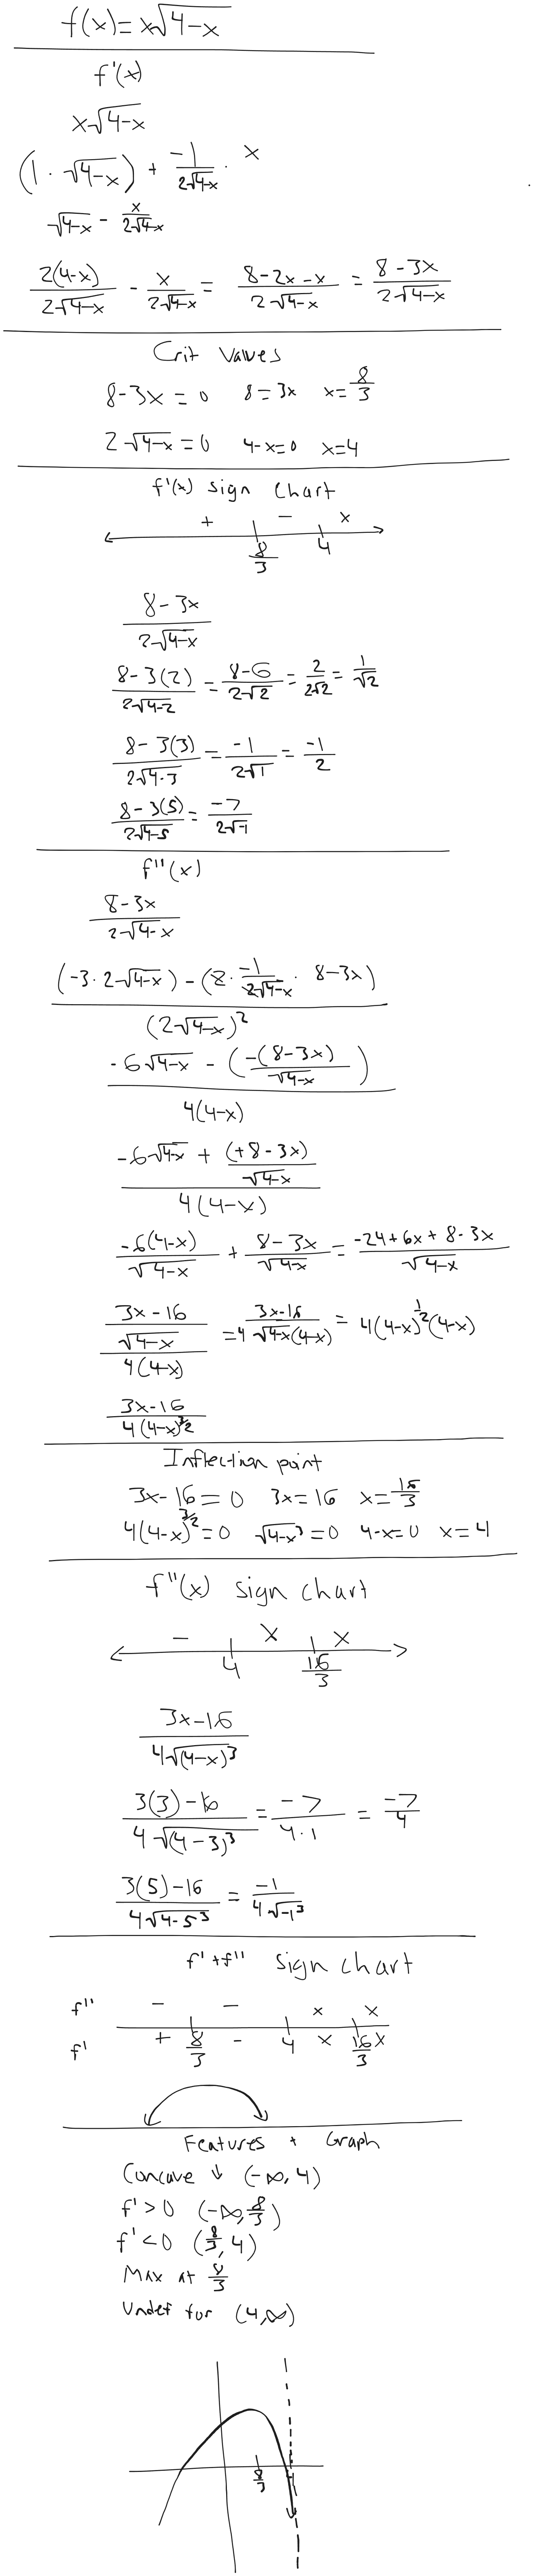 f(x)=x√4-x
f'(x)
x√4-x
(1 · √4-x) + -1/2√4-x · x
√4-x - x/2√4-x
2(4-x)/2√4-x - x/2√4-x = 8-2x-x/2√4-x = 8-3x/2√4-x
Crit Values
8-3x=0 8=3x x=8/3
2√4-x=0 4-x=0 x=4
f'(x) sign chart
+ - x
8/3 4
8-3x/2√4-x
8-3(2)/2√4-2 = 8-6/2√2 = 2/2√2 = 1/√2
8-3(3)/2√4-3 = -1/2√1 = -1/2
8-3(5)/2√4-5 = -7/2√-1
f''(x)
8-3x/2√4-x
(-3·2√4-x) - (2·-1/2√4-x · 8-3x)/(2√4-x)²
-6√4-x - (-(8-3x)/√4-x)/4(4-x)
-6√4-x + (+8-3x)/√4-x/4(4-x)
-6(4-x)/√4-x + 8-3x/√4-x = -24+6x+8-3x/√4-x
3x-16/√4-x/4(4-x) = 3x-16/4√4-x(4-x) = 4(4-x)^1/2(4-x)
3x-16/4(4-x)^3/2
Inflection point
3x-16=0 3x=16 x=16/3
4(4-x)^3/2=0 √4-x³=0 4-x=0 x=4
f''(x) sign chart
- x x
4 16/3
3x-16/4√(4-x)³
3(3)-16/4√(4-3)³ = -7/4·1 = -7/4
3(5)-16/4√4-5³ = -1/4√-1³
f'+f'' sign chart
f'' - - x x
f' + 8/3 - 4 x 16/3 x
Features + Graph
Concave ↓ (-∞,4)
f'>0 (-∞,8/3)
f'<0 (8/3,4)
Max at 8/3
Undef for (4,∞)
8/3